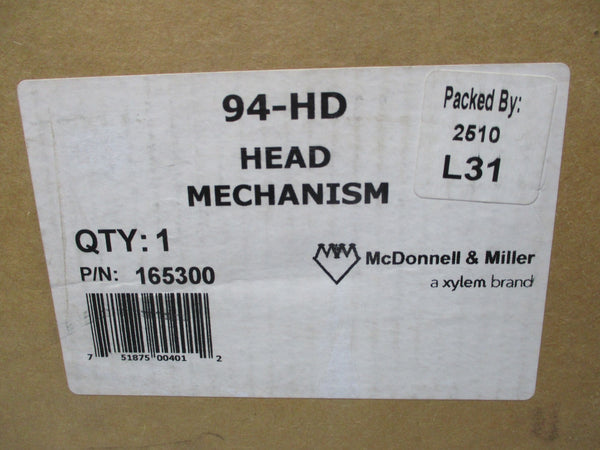 94-HD
HEAD
MECHANISM
Packed By:
2510
L31
QTY: 1
P/N: 165300
McDonnell & Miller
a xylem brand
7 51875 00401 2